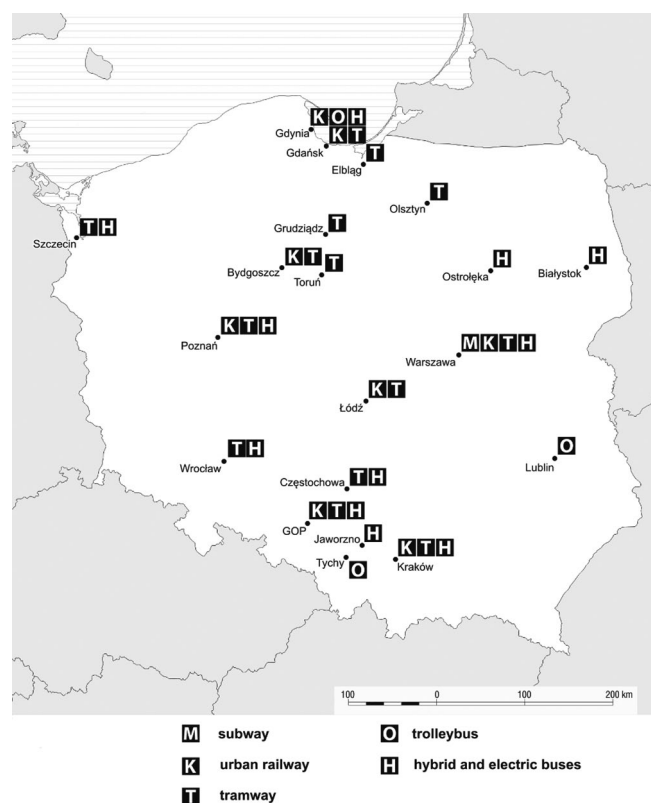 K O H
Gdynia
K T
Gdańsk
T
Elbląg
T
Olsztyn
T
Grudziądz
T H
Szczecin
K T
Bydgoszcz
T
Toruń
H
Ostrołęka
H
Białystok
K T H
Poznań
M K T H
Warszawa
K T
Łódź
T H
Wrocław
O
Lublin
T H
Częstochowa
K T H
GOP
H
Jaworzno
K T H
Kraków
Tychy
O
100 0 100 200 km
M subway
K urban railway
T tramway
O trolleybus
H hybrid and electric buses